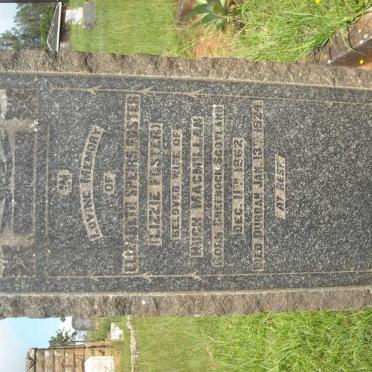 IN
LOVING MEMORY
OF
ELIZABETH SPEIRS FOSTER
(LIZZIE FOSTER)
BELOVED WIFE OF
HUGH MACMILLAN
BORN GREENOCK SCOTLAND
DEC. 11TH 1862
DIED DURBAN JAN. 13TH 1924
AT REST